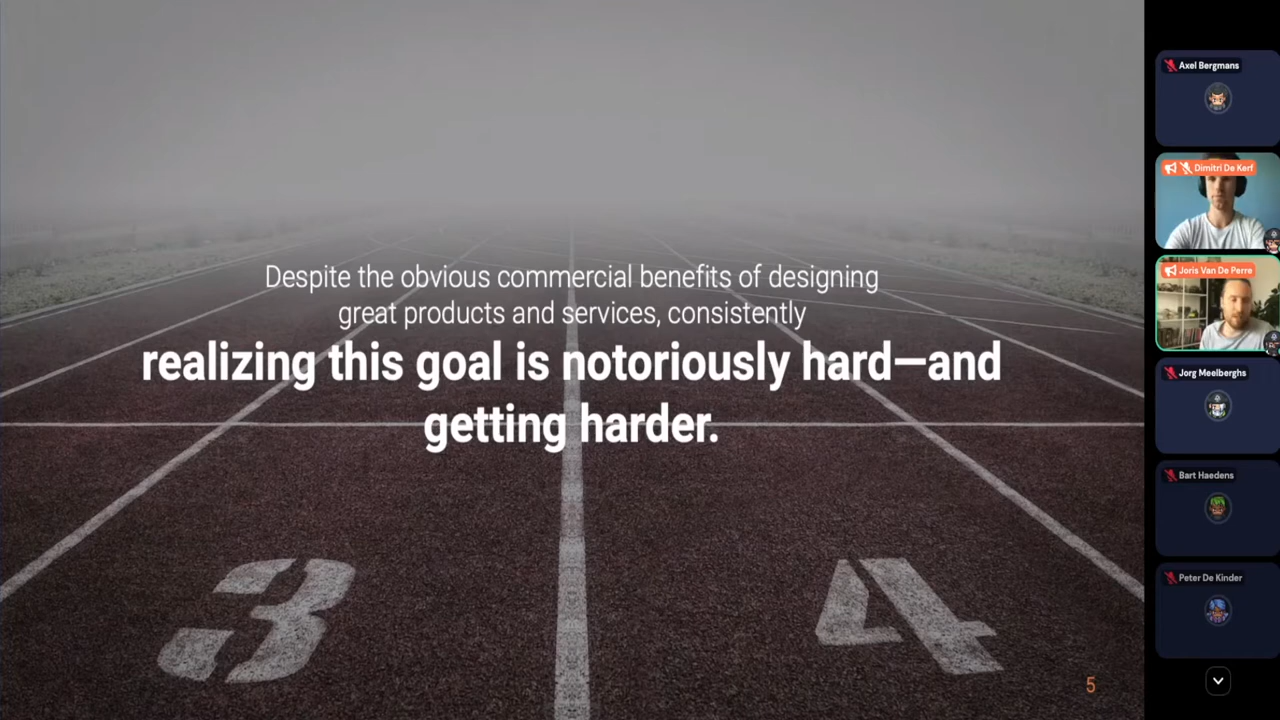 Despite the obvious commercial benefits of designing
great products and services, consistently
realizing this goal is notoriously hard—and
getting harder.
3
4
5
Axel Bergmans
Dimitri De Kerf
Joris Van De Perre
Jorg Meelberghs
Bart Haedens
Peter De Kinder